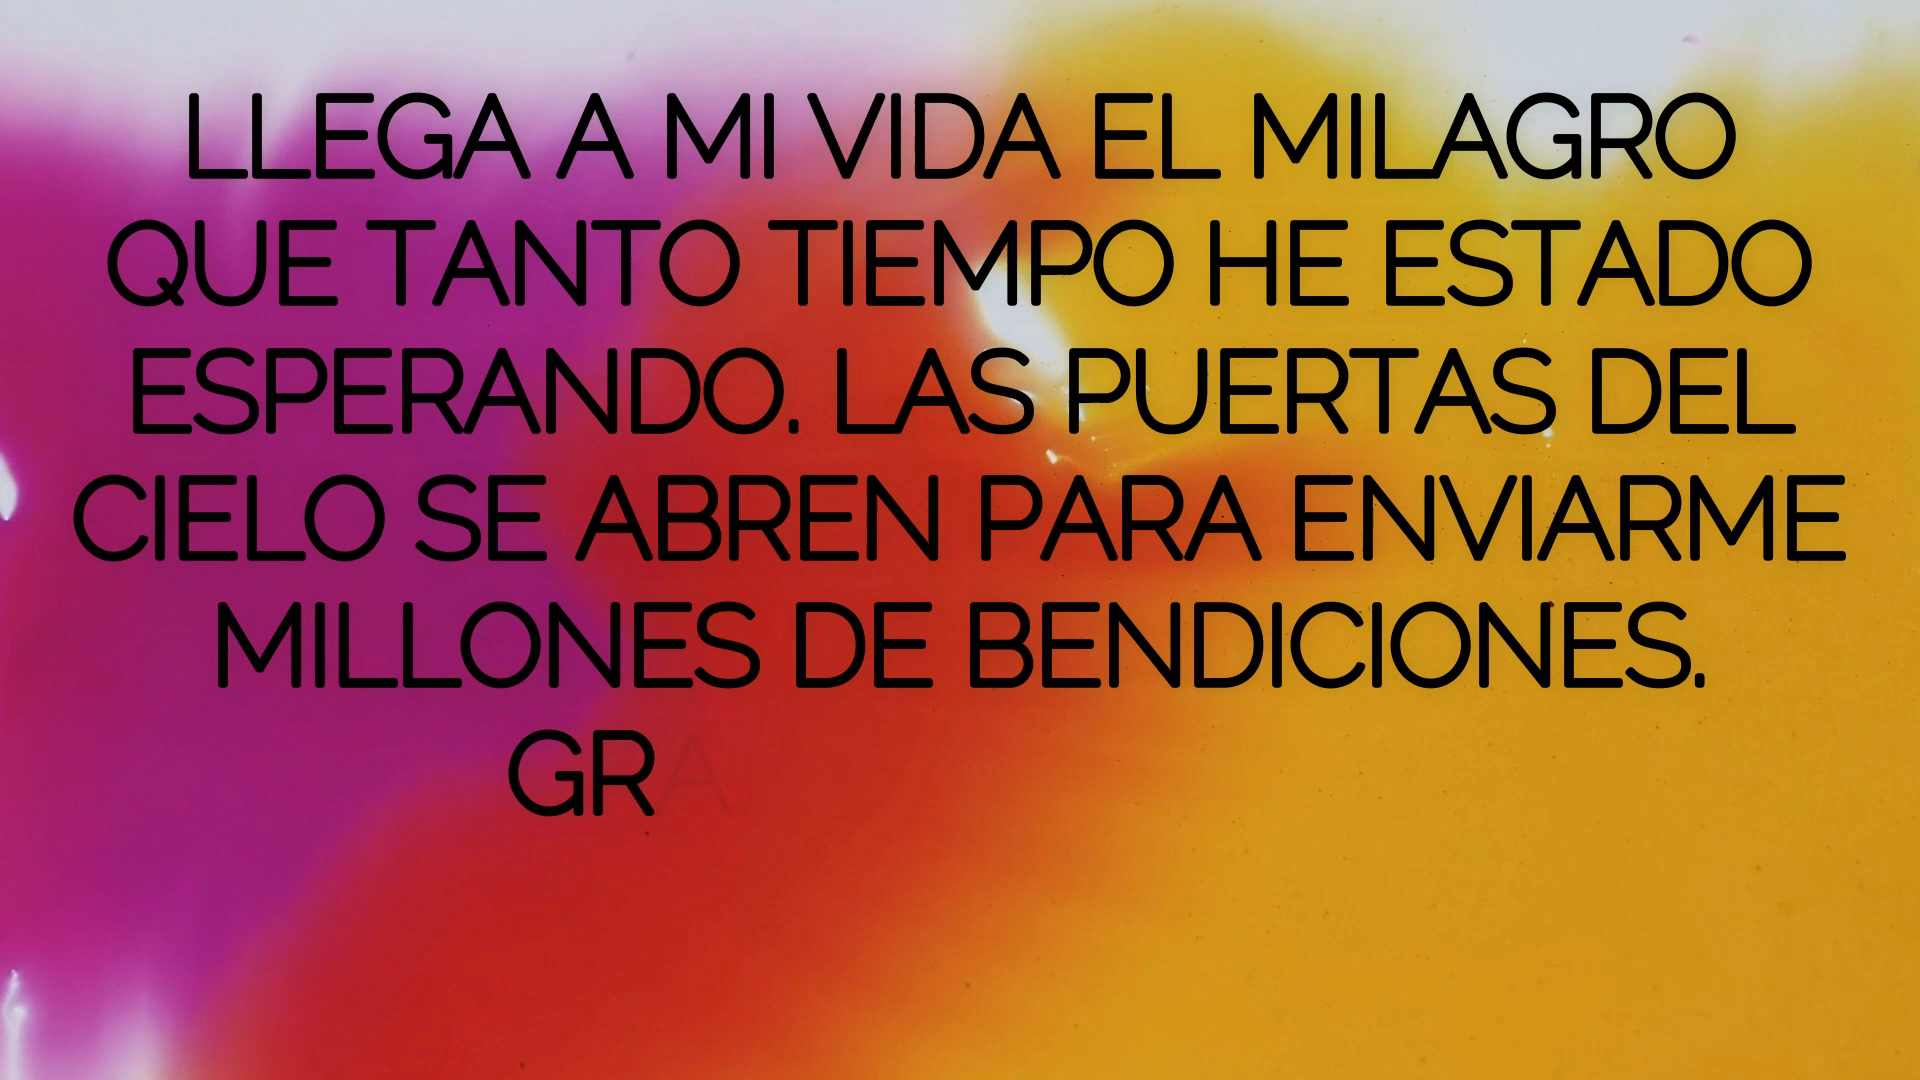 LLEGA A MI VIDA EL MILAGRO
QUE TANTO TIEMPO HE ESTADO
ESPERANDO. LAS PUERTAS DEL
CIELO SE ABREN PARA ENVIARME
MILLONES DE BENDICIONES.
GRA